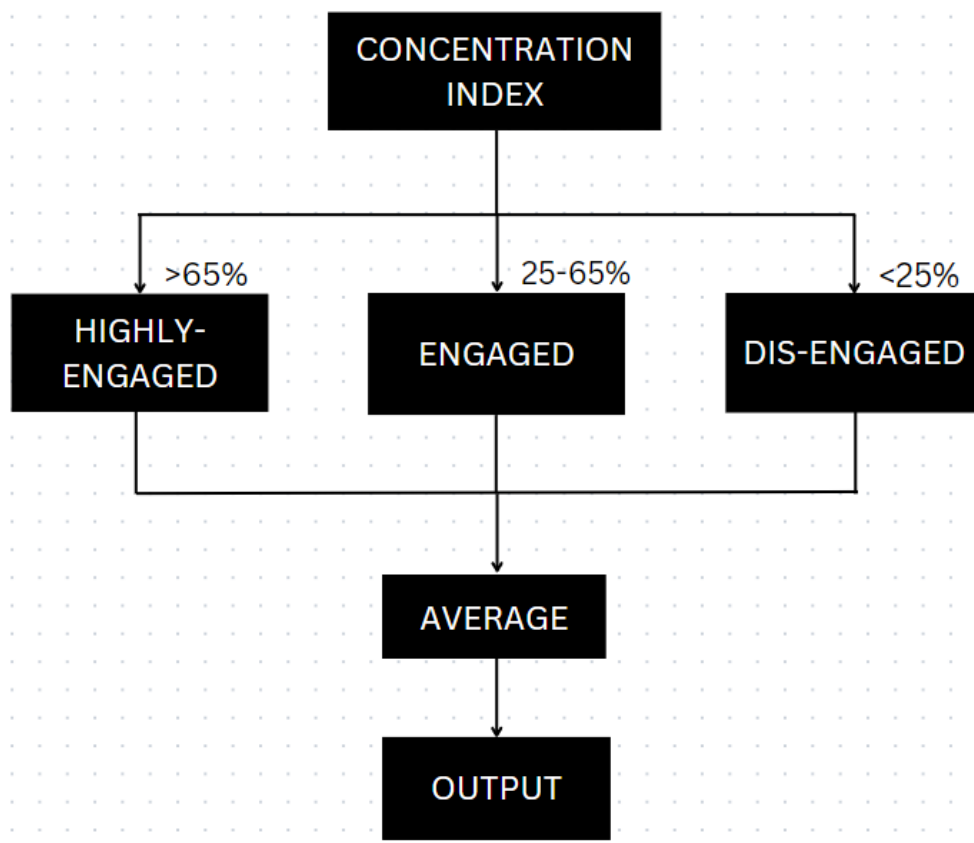 CONCENTRATION
INDEX
>65%
25-65%
<25%
HIGHLY-
ENGAGED
ENGAGED
DIS-ENGAGED
AVERAGE
OUTPUT